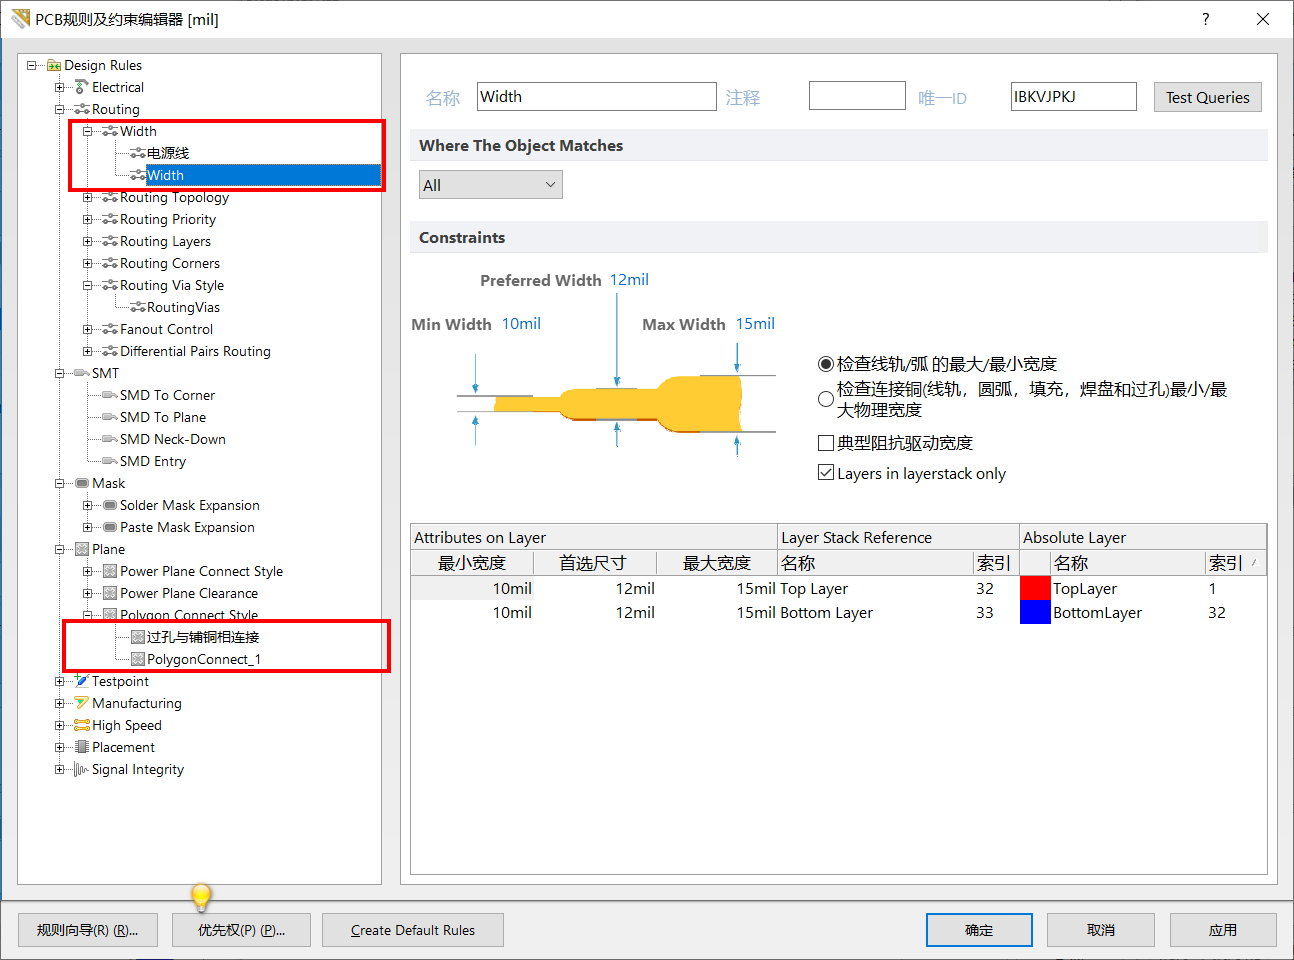 PCB规则及约束编辑器 [mil]
?
Design Rules
Electrical
Routing
Width
电源线
Width
Routing Topology
Routing Priority
Routing Layers
Routing Corners
Routing Via Style
RoutingVias
Fanout Control
Differential Pairs Routing
SMT
SMD To Corner
SMD To Plane
SMD Neck-Down
SMD Entry
Mask
Solder Mask Expansion
Paste Mask Expansion
Plane
Power Plane Connect Style
Power Plane Clearance
Polygon Connect Style
过孔与铺铜相连接
PolygonConnect_1
Testpoint
Manufacturing
High Speed
Placement
Signal Integrity
名称 Width 注释 唯一ID IBKVJPKJ Test Queries
Where The Object Matches
All
Constraints
Preferred Width 12mil
Min Width 10mil Max Width 15mil
检查线轨/弧 的最大/最小宽度
检查连接铜(线轨，圆弧，填充，焊盘和过孔)最小/最
大物理宽度
典型阻抗驱动宽度
Layers in layerstack only
Attributes on Layer Layer Stack Reference Absolute Layer
最小宽度 首选尺寸 最大宽度 名称 索引 名称 索引
10mil 12mil 15mil Top Layer 32 TopLayer 1
10mil 12mil 15mil Bottom Layer 33 BottomLayer 32
规则向导(R) (R)... 优先权(P) (P)... Create Default Rules 确定 取消 应用